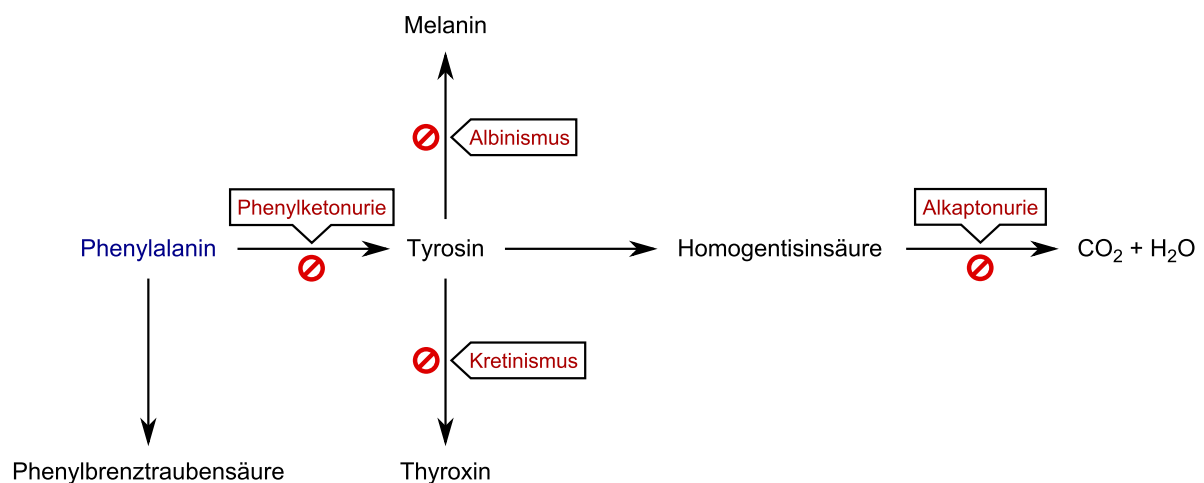 Melanin
Albinismus
Phenylketonurie
Alkaptonurie
Phenylalanin
Tyrosin
Homogentisinsäure
CO₂ + H₂O
Kretinismus
Phenylbrenztraubensäure
Thyroxin